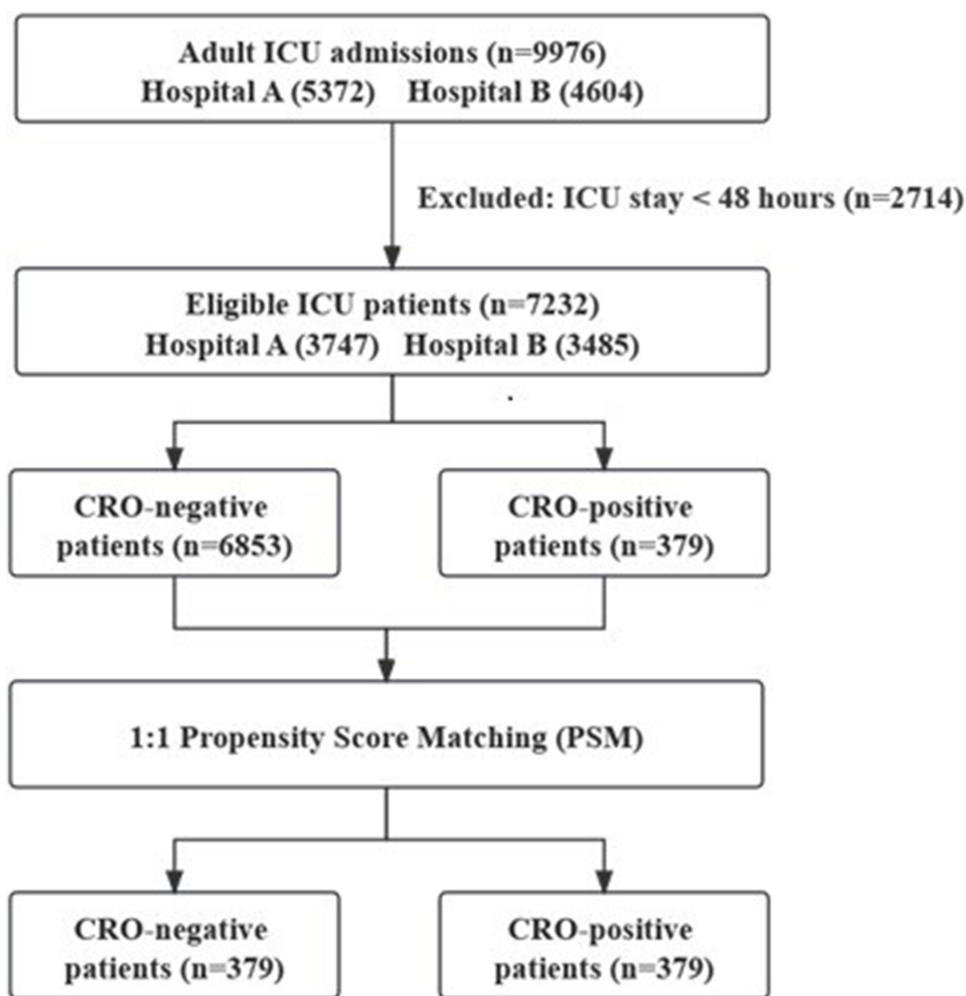 Adult ICU admissions (n=9976)
Hospital A (5372) Hospital B (4604)
Excluded: ICU stay < 48 hours (n=2714)
Eligible ICU patients (n=7232)
Hospital A (3747) Hospital B (3485)
CRO-negative
patients (n=6853)
CRO-positive
patients (n=379)
1:1 Propensity Score Matching (PSM)
CRO-negative
patients (n=379)
CRO-positive
patients (n=379)